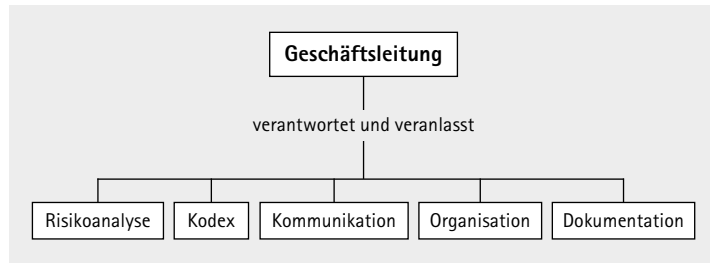 Geschäftsleitung
verantwortet und veranlasst
Risikoanalyse
Kodex
Kommunikation
Organisation
Dokumentation